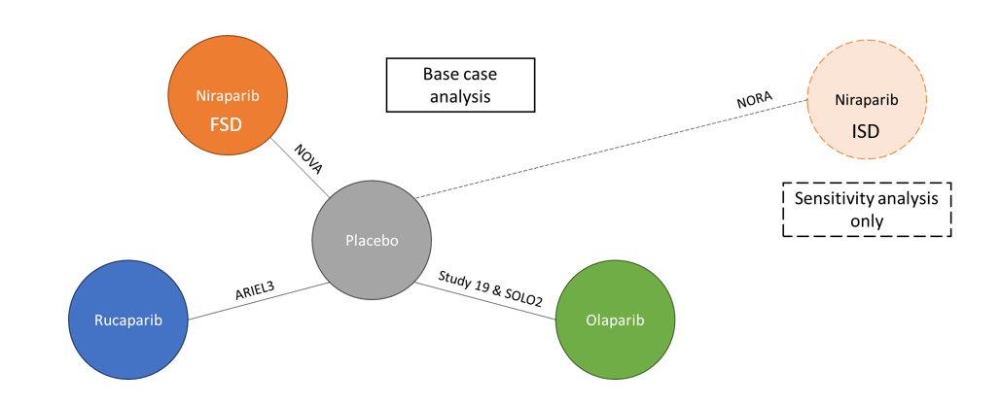 Niraparib
FSD
Base case
analysis
NORA
Niraparib
ISD
NOVA
Sensitivity analysis
only
Placebo
ARIEL3
Study 19 & SOLO2
Rucaparib
Olaparib